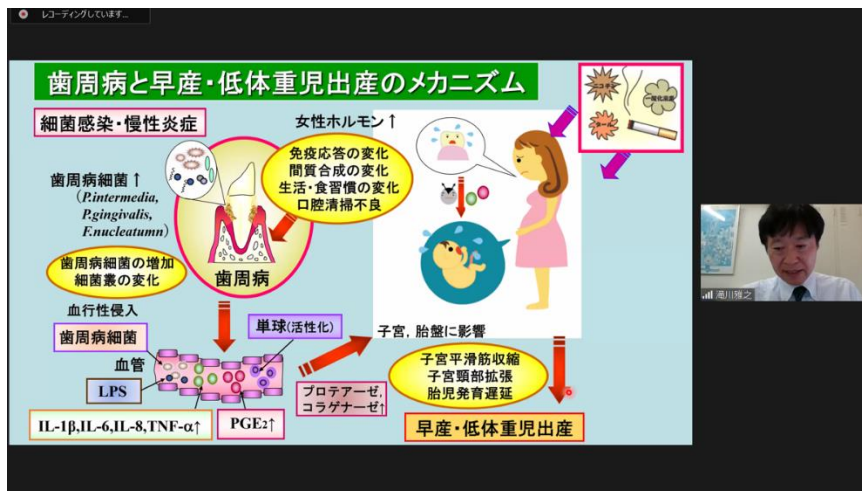 レコーディングしています...
歯周病と早産・低体重児出産のメカニズム
細菌感染・慢性炎症
女性ホルモン↑
免疫応答の変化
間質合成の変化
生活・食習慣の変化
口腔清掃不良
ニコチン
一酸化炭素
タール
歯周病細菌↑
(P.intermedia,
P.gingivalis,
F.nucleatumn)
歯周病
歯周病細菌の増加
細菌叢の変化
血行性侵入
歯周病細菌
血管
LPS
IL-1β,IL-6,IL-8,TNF-α↑
PGE2↑
単球(活性化)
プロテアーゼ,
コラゲナーゼ↑
子宮, 胎盤に影響
子宮平滑筋収縮
子宮頸部拡張
胎児発育遅延
早産・低体重児出産
滝川雅之